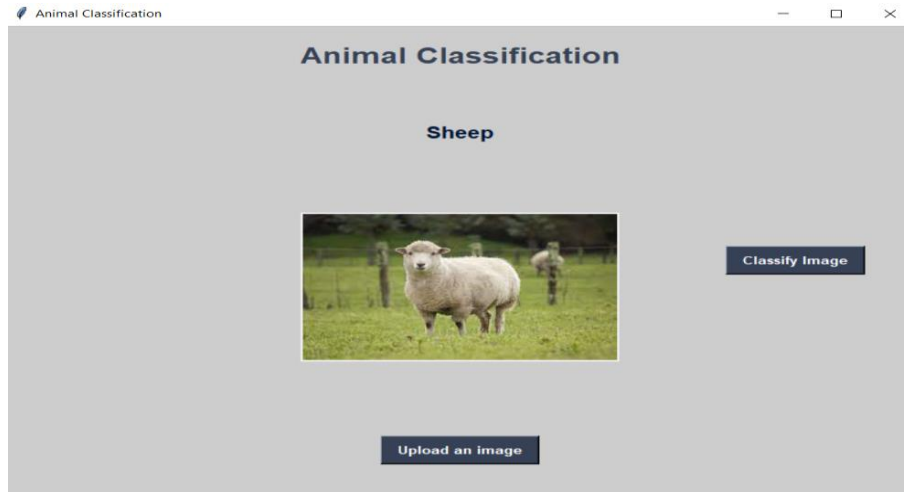 Animal Classification
Animal Classification
Sheep
Classify Image
Upload an image